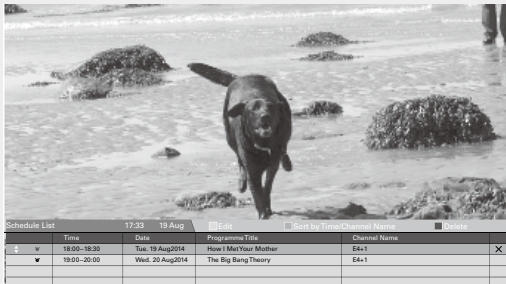 Schedule List 17:33 19 Aug Edit Sort by Time/Channel Name Delete
Time Date Programme Title Channel Name
w 18:00–18:30 Tue. 19 Aug2014 How I Met Your Mother E4+1
w 19:00–20:00 Wed. 20 Aug2014 The Big Bang Theory E4+1